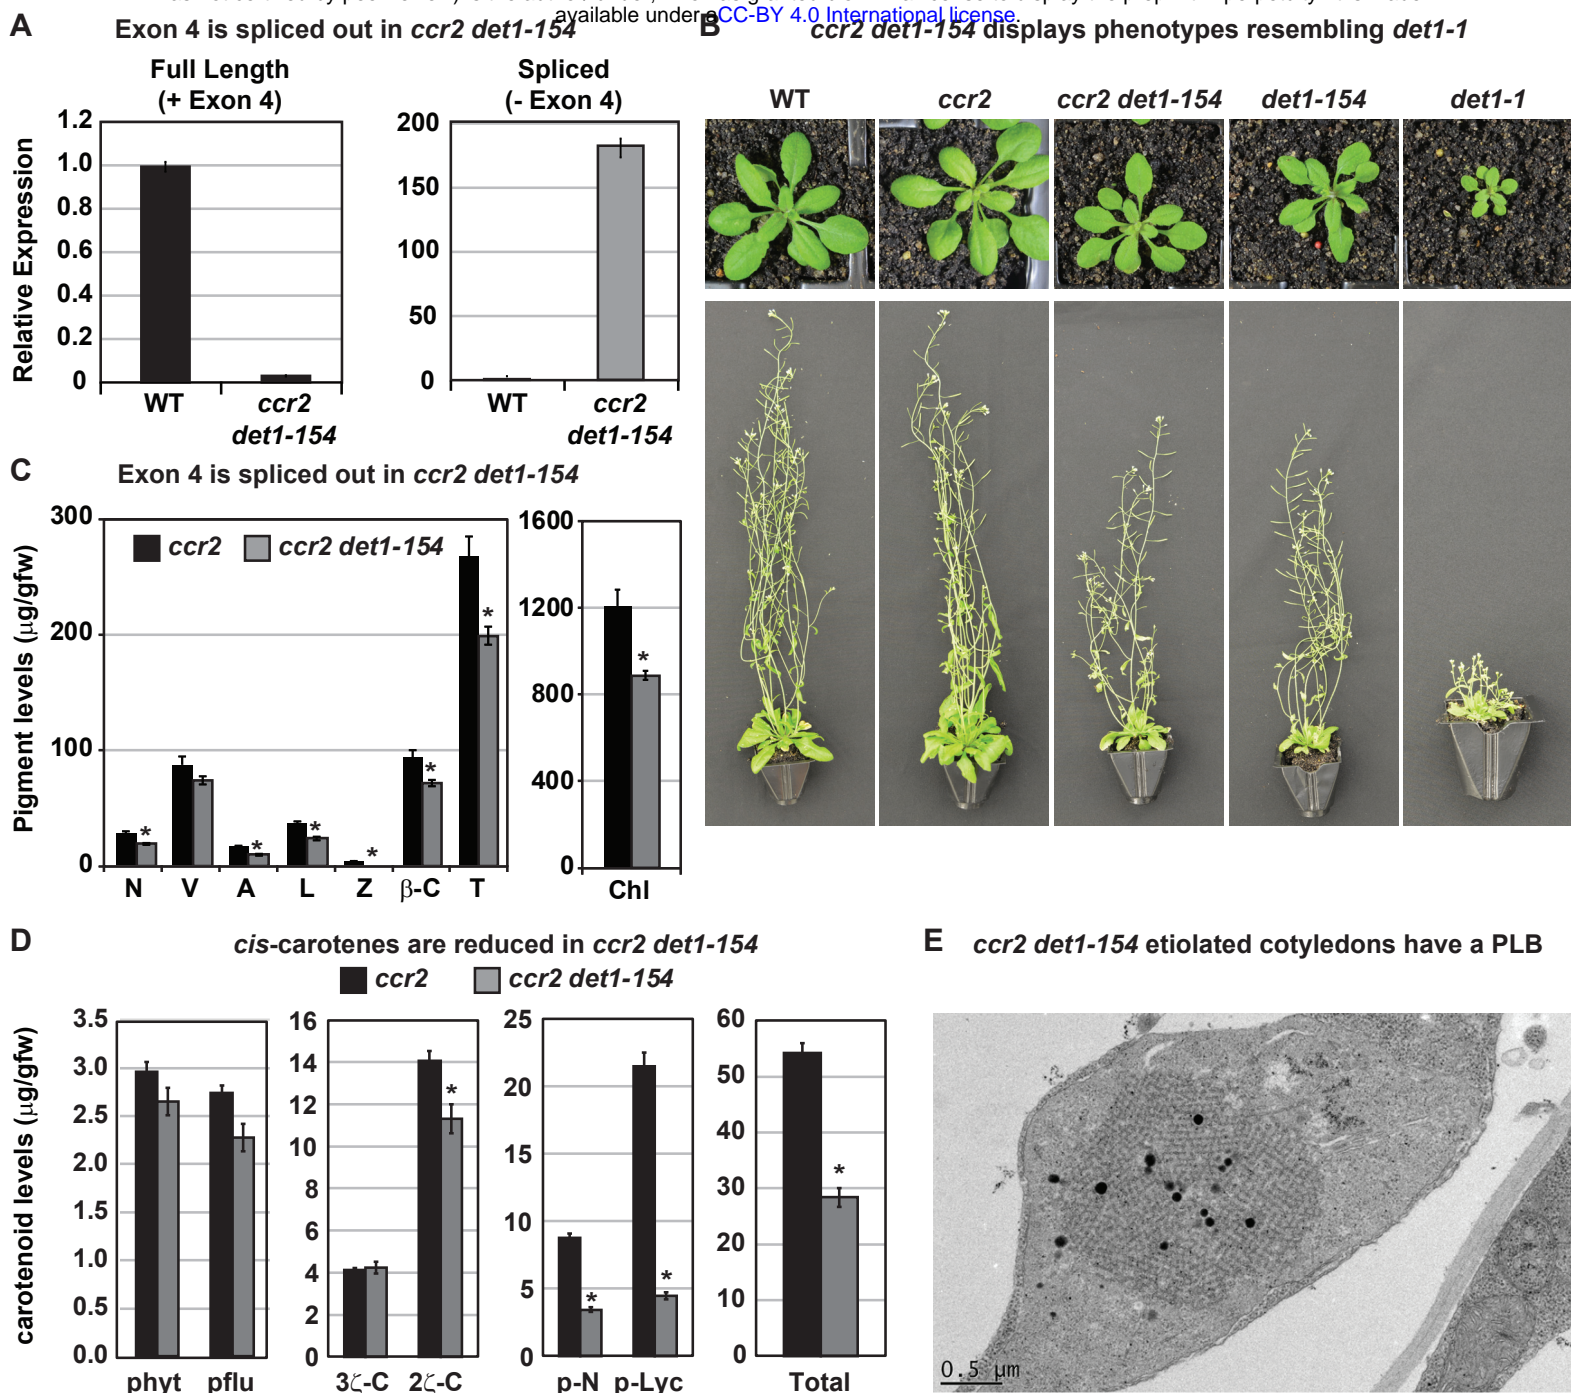 available under aCC-BY 4.0 International license.
A Exon 4 is spliced out in ccr2 det1-154
Full Length
(+ Exon 4)
Spliced
(- Exon 4)
Relative Expression
1.2
1.0
0.8
0.6
0.4
0.2
0
WT
ccr2
det1-154
200
150
100
50
0
WT
ccr2
det1-154
B ccr2 det1-154 displays phenotypes resembling det1-1
WT ccr2 ccr2 det1-154 det1-154 det1-1
C Exon 4 is spliced out in ccr2 det1-154
Pigment levels (µg/gfw)
300
200
100
0
ccr2 ccr2 det1-154
* * * * * *
N V A L Z β-C T
1600
1200
800
400
0
*
Chl
D cis-carotenes are reduced in ccr2 det1-154
ccr2 ccr2 det1-154
carotenoid levels (µg/gfw)
3.5
3.0
2.5
2.0
1.5
1.0
0.5
0.0
phyt pflu
16
14
12
10
8
6
4
2
0
*
3ζ-C 2ζ-C
25
20
15
10
5
0
* *
p-N p-Lyc
60
50
40
30
20
10
0
*
Total
E ccr2 det1-154 etiolated cotyledons have a PLB
0.5 µm